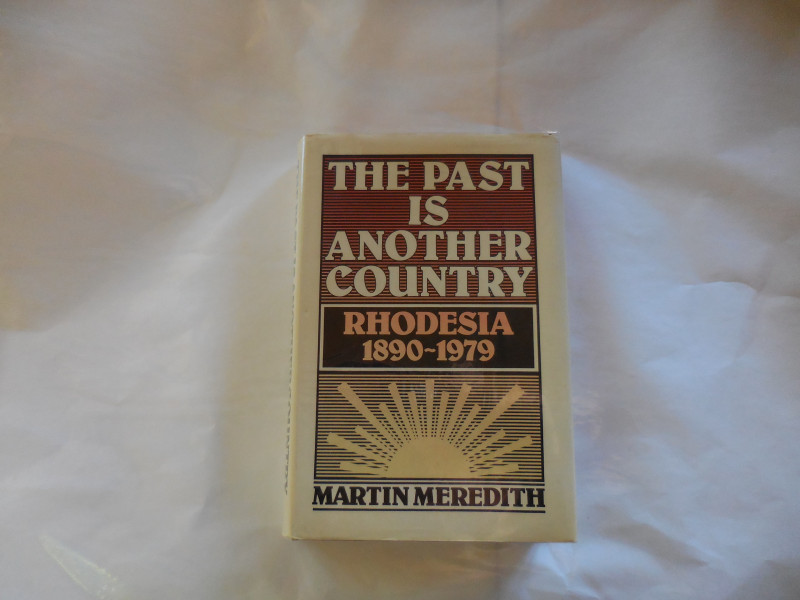 THE PAST
IS
ANOTHER
COUNTRY
RHODESIA
1890~1979
MARTIN MEREDITH